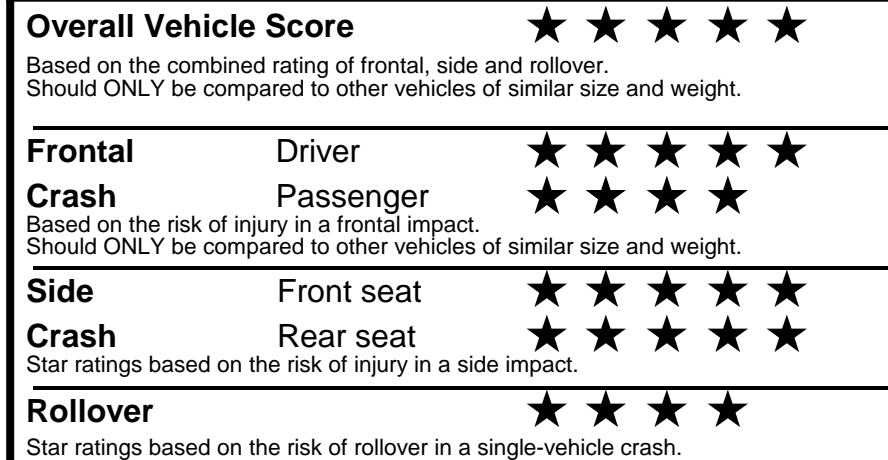 Overall Vehicle Score ★ ★ ★ ★ ★
Based on the combined rating of frontal, side and rollover.
Should ONLY be compared to other vehicles of similar size and weight.
Frontal Driver ★ ★ ★ ★ ★
Crash Passenger ★ ★ ★ ★
Based on the risk of injury in a frontal impact.
Should ONLY be compared to other vehicles of similar size and weight.
Side Front seat ★ ★ ★ ★ ★
Crash Rear seat ★ ★ ★ ★ ★
Star ratings based on the risk of injury in a side impact.
Rollover ★ ★ ★ ★
Star ratings based on the risk of rollover in a single-vehicle crash.